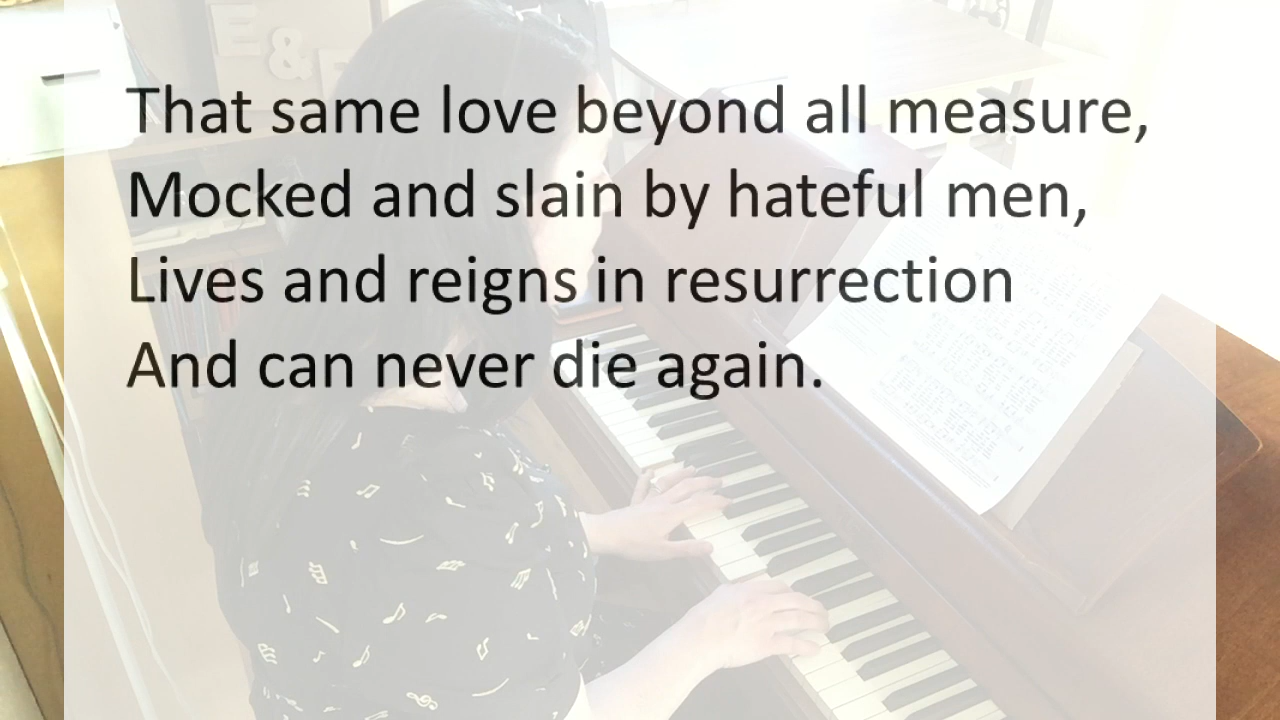 E & E
That same love beyond all measure,
Mocked and slain by hateful men,
Lives and reigns in resurrection
And can never die again.